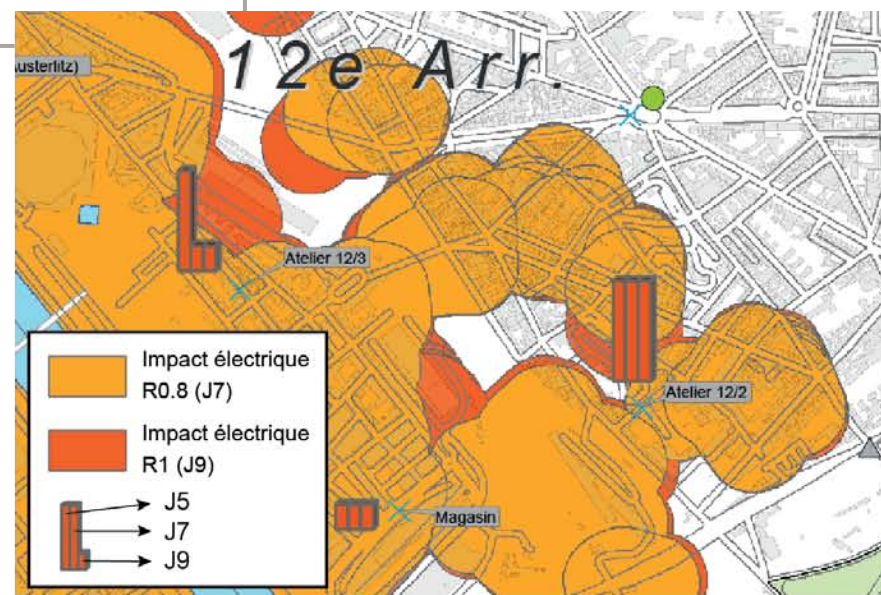 12e Arr.
usterlitz)
Atelier 12/3
Atelier 12/2
Magasin
Impact électrique
R0.8 (J7)
Impact électrique
R1 (J9)
J5
J7
J9